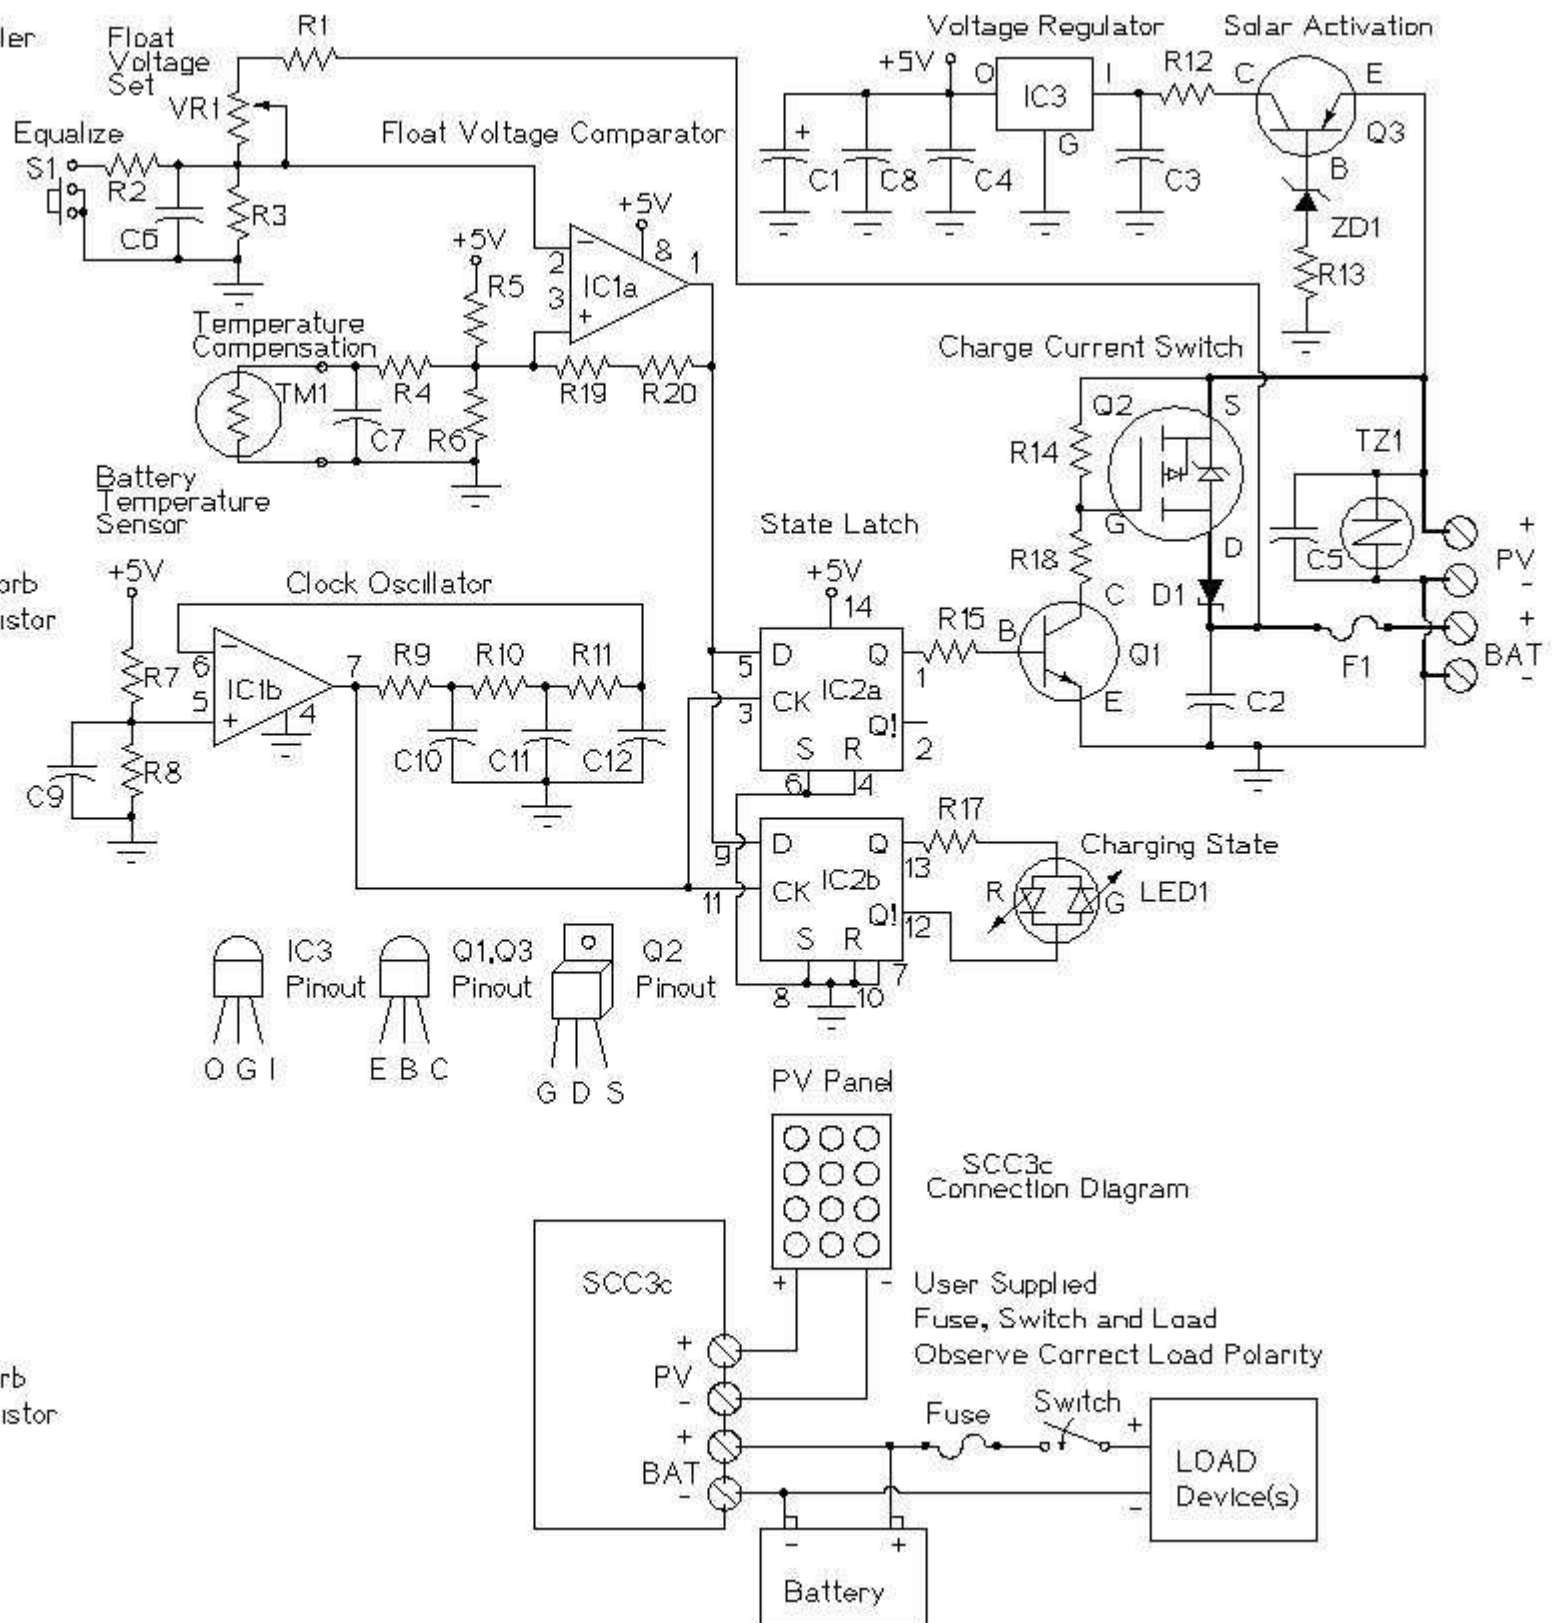 ler
Float
Voltage
Set
R1
VR1
Equalize
S1
R2
C6
R3
Float Voltage Comparator
+5V
8
2
3
1
−
+
IC1a
+5V
R5
Temperature
Compensation
TM1
R4
C7
R6
R19
R20
Battery
Temperature
Sensor
Voltage Regulator
Solar Activation
+5V
O
IC3
I
G
R12
C
E
Q3
B
+
C1
C8
C4
C3
ZD1
R13
Charge Current Switch
Q2
S
R14
G
D
R18
TZ1
C5
+
PV
-
+
BAT
-
D1
F1
C2
C
B
Q1
E
R15
State Latch
+5V
14
D
Q
5
IC2a
1
CK
3
Q!
2
S R
6
4
D
Q
9
IC2b
13
CK
11
Q!
12
S R
8
10
7
R17
Charging State
R
G
LED1
orb
istor
+5V
Clock Oscillator
R7
6
−
5
+
IC1b
7
4
R9
R10
R11
C10
C11
C12
R8
C9
IC3
Pinout
O G I
Q1,Q3
Pinout
E B C
Q2
Pinout
G D S
PV Panel
+
-
SCC3c
Connection Diagram
SCC3c
+
PV
-
+
BAT
-
User Supplied
Fuse, Switch and Load
Observe Correct Load Polarity
rb
istor
Fuse
Switch
+
-
LOAD
Device(s)
-
+
Battery